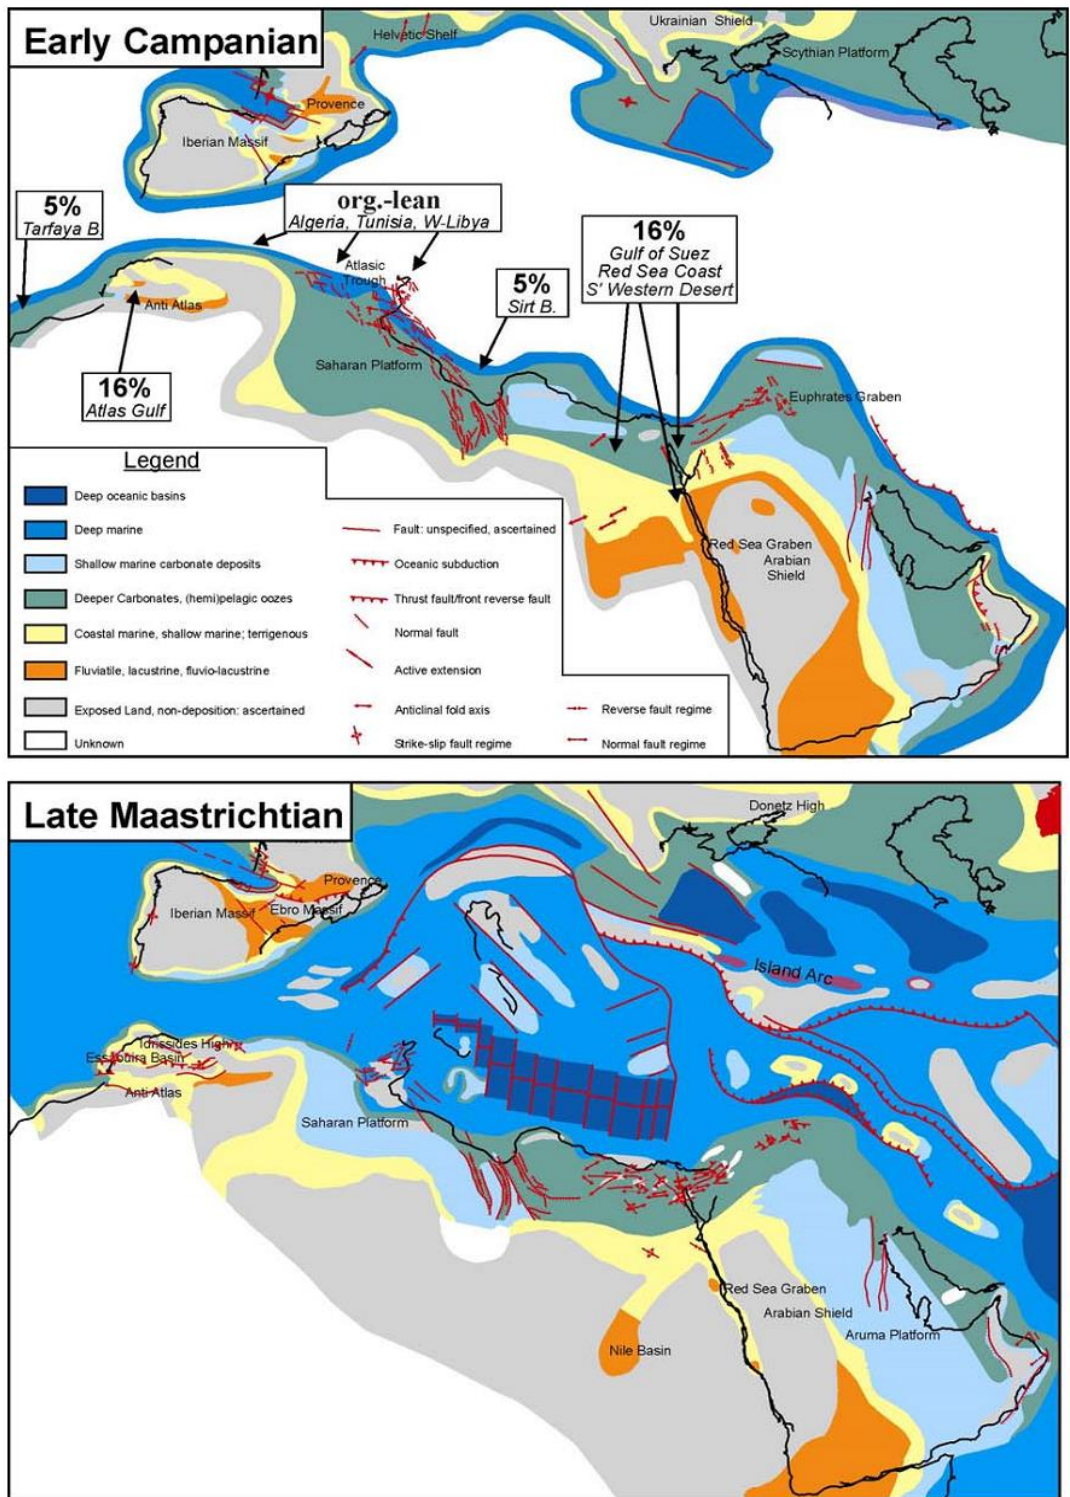 Early Campanian
Helvetic Shelf
Ukrainian Shield
Scythian Platform
Provence
Iberian Massif
5%
Tarfaya B.
org.-lean
Algeria, Tunisia, W-Libya
16%
Gulf of Suez
Red Sea Coast
S' Western Desert
Atlasic
Trough
5%
Sirt B.
Anti Atlas
Saharan Platform
16%
Atlas Gulf
Euphrates Graben
Red Sea Graben
Arabian
Shield
Legend
Deep oceanic basins
Deep marine
Shallow marine carbonate deposits
Deeper Carbonates, (hemi)pelagic oozes
Coastal marine, shallow marine; terrigenous
Fluviatile, lacustrine, fluvio-lacustrine
Exposed Land, non-deposition: ascertained
Unknown
Fault: unspecified, ascertained
Oceanic subduction
Thrust fault/front reverse fault
Normal fault
Active extension
Anticlinal fold axis
Strike-slip fault regime
Reverse fault regime
Normal fault regime
Late Maastrichtian
Donetz High
Provence
Iberian Massif
Ebro Massif
Island Arc
Idrissides High
Essaouira Basin
Anti Atlas
Saharan Platform
Red Sea Graben
Arabian Shield
Aruma Platform
Nile Basin